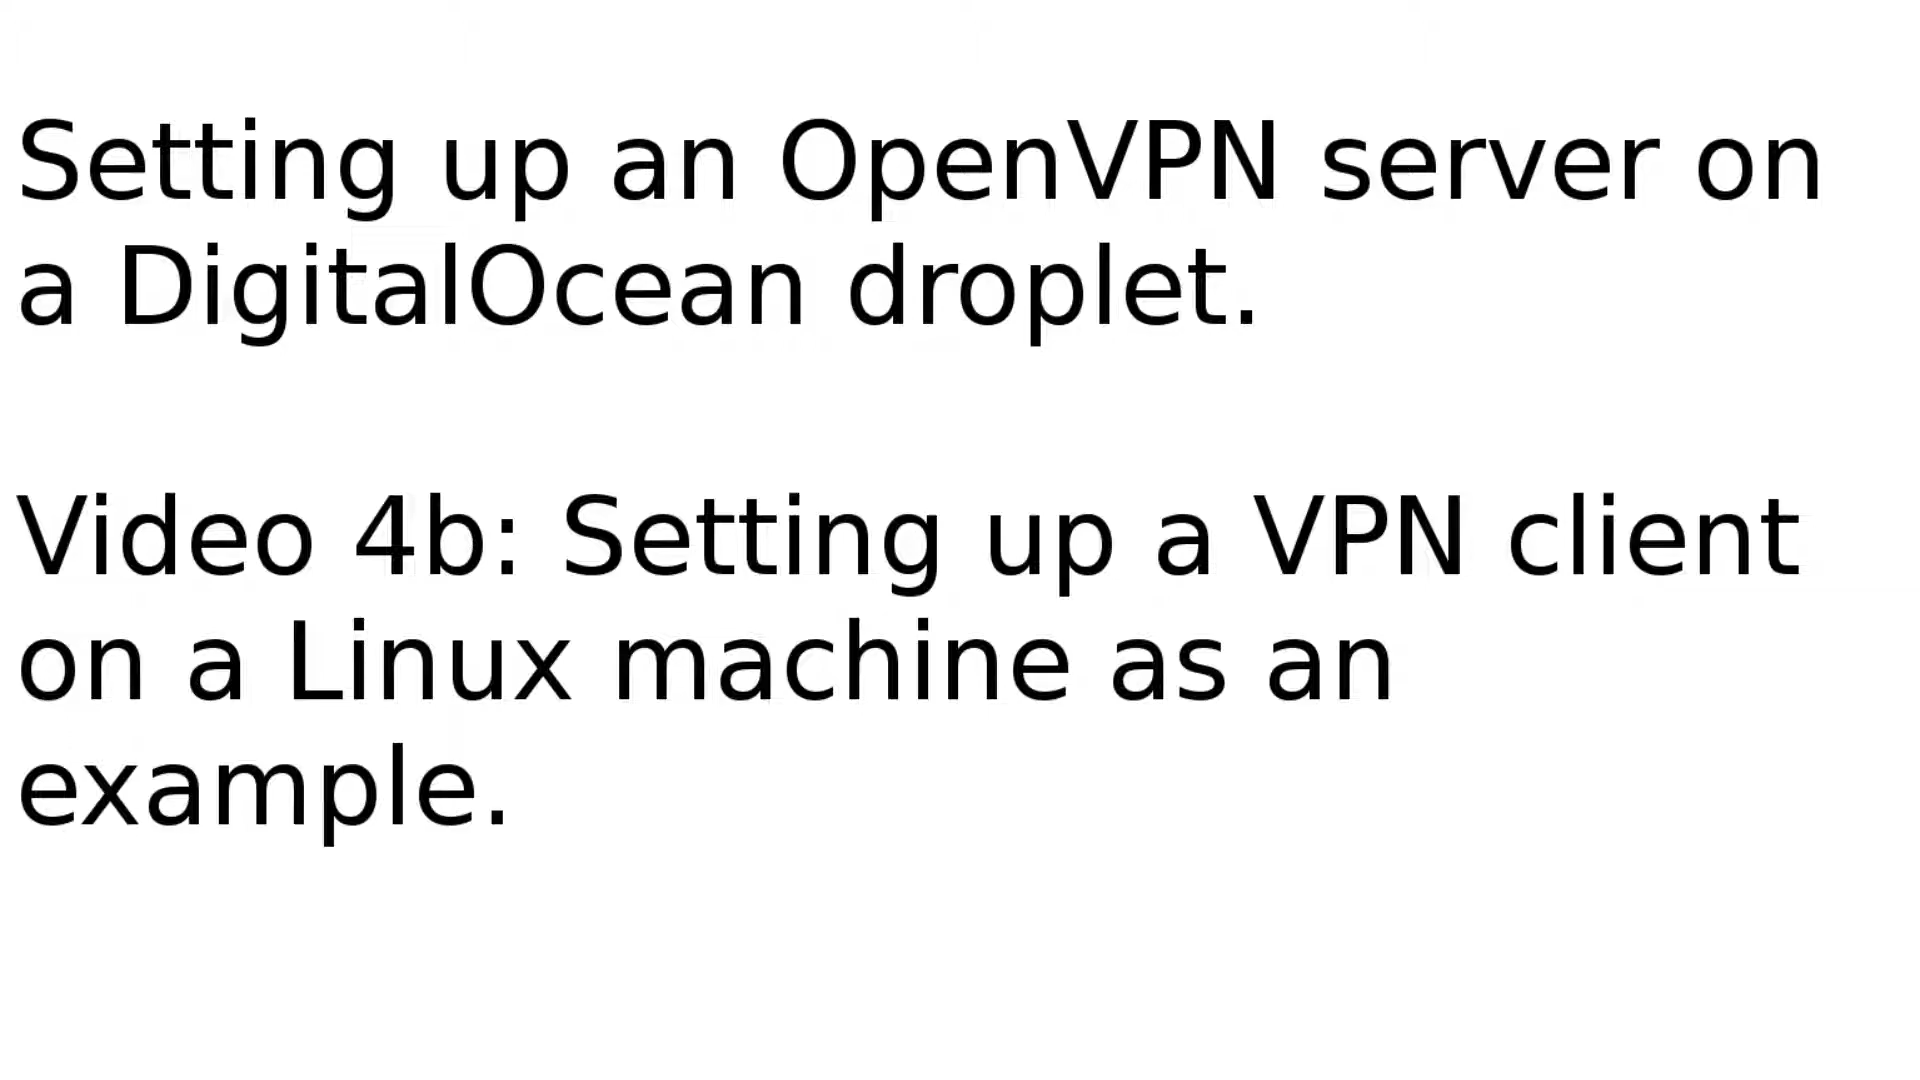 Setting up an OpenVPN server on
a DigitalOcean droplet.
Video 4b: Setting up a VPN client
on a Linux machine as an
example.